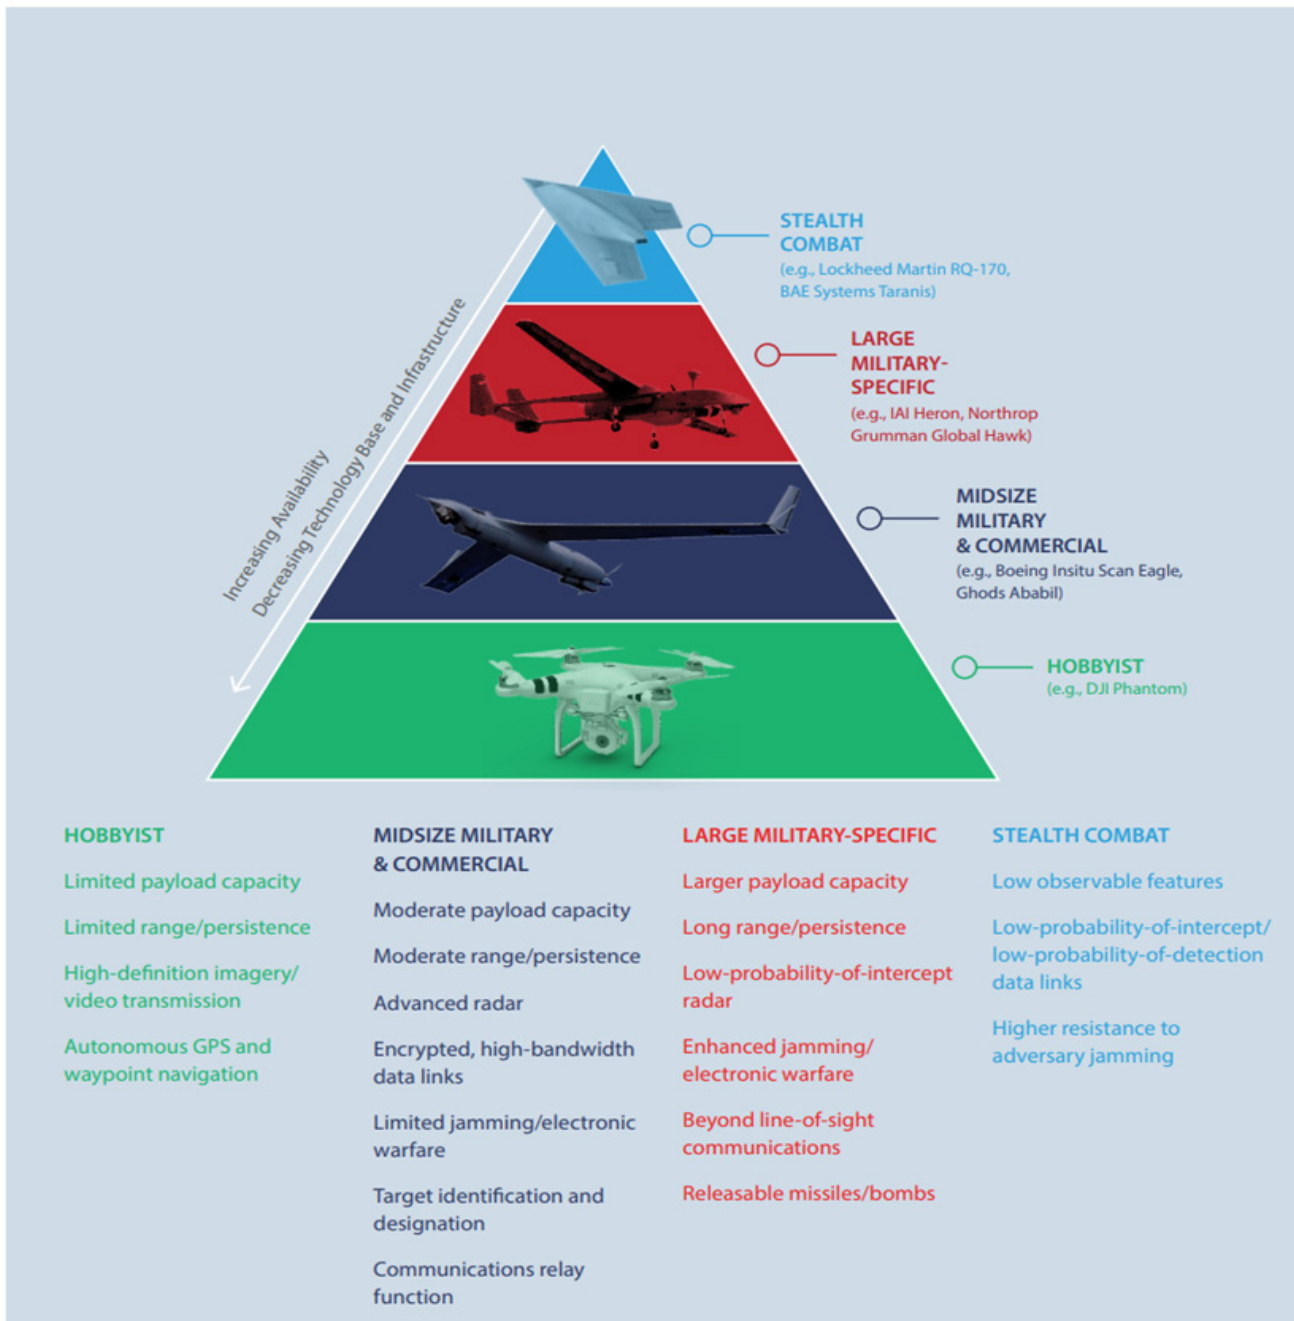 STEALTH
COMBAT
(e.g., Lockheed Martin RQ-170,
BAE Systems Taranis)
LARGE
MILITARY-
SPECIFIC
(e.g., IAI Heron, Northrop
Grumman Global Hawk)
MIDSIZE
MILITARY
& COMMERCIAL
(e.g., Boeing Insitu Scan Eagle,
Ghods Ababil)
HOBBYIST
(e.g., DJI Phantom)
Increasing Availability
Decreasing Technology Base and Infrastructure
HOBBYIST
Limited payload capacity
Limited range/persistence
High-definition imagery/
video transmission
Autonomous GPS and
waypoint navigation
MIDSIZE MILITARY
& COMMERCIAL
Moderate payload capacity
Moderate range/persistence
Advanced radar
Encrypted, high-bandwidth
data links
Limited jamming/electronic
warfare
Target identification and
designation
Communications relay
function
LARGE MILITARY-SPECIFIC
Larger payload capacity
Long range/persistence
Low-probability-of-intercept
radar
Enhanced jamming/
electronic warfare
Beyond line-of-sight
communications
Releasable missiles/bombs
STEALTH COMBAT
Low observable features
Low-probability-of-intercept/
low-probability-of-detection
data links
Higher resistance to
adversary jamming